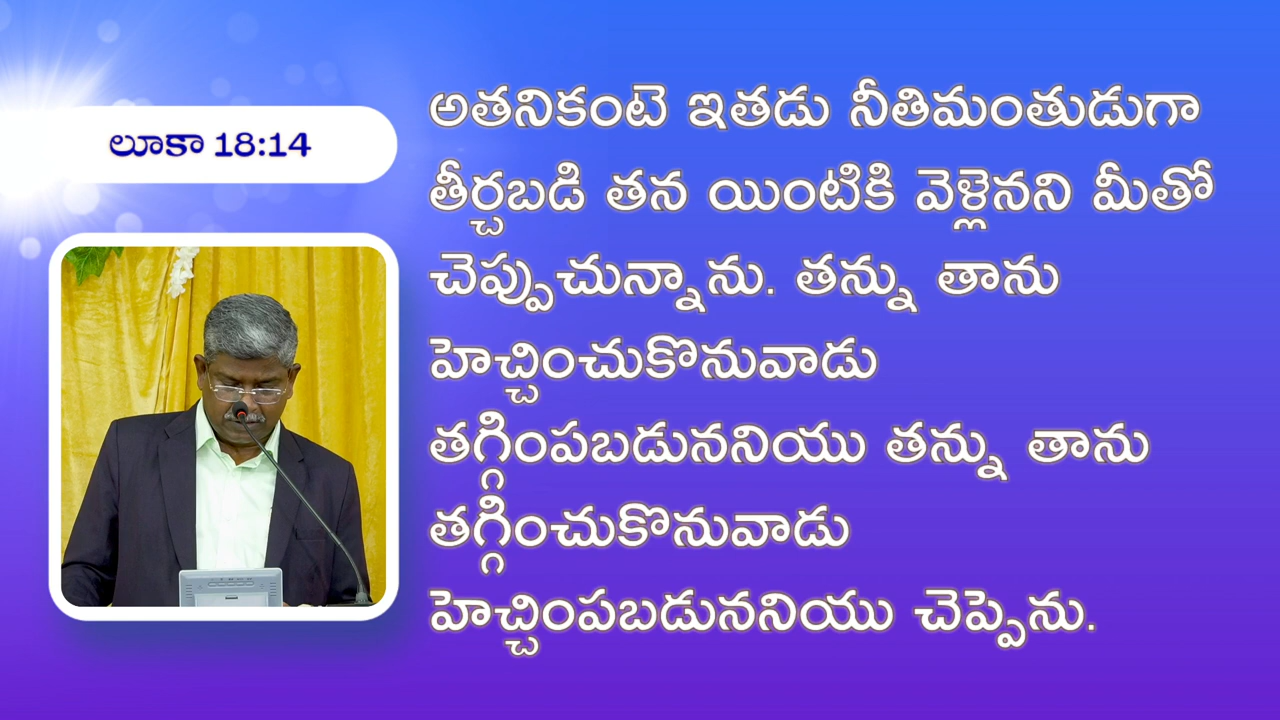 లూకా 18:14
అతనికంటె ఇతడు నీతిమంతుడుగా
తీర్చబడి తన యింటికి వెళ్లెనని మీతో
చెప్పుచున్నాను. తన్ను తాను
హెచ్చించుకొనువాడు
తగ్గింపబడుననియు తన్ను తాను
తగ్గించుకొనువాడు
హెచ్చింపబడుననియు చెప్పెను.